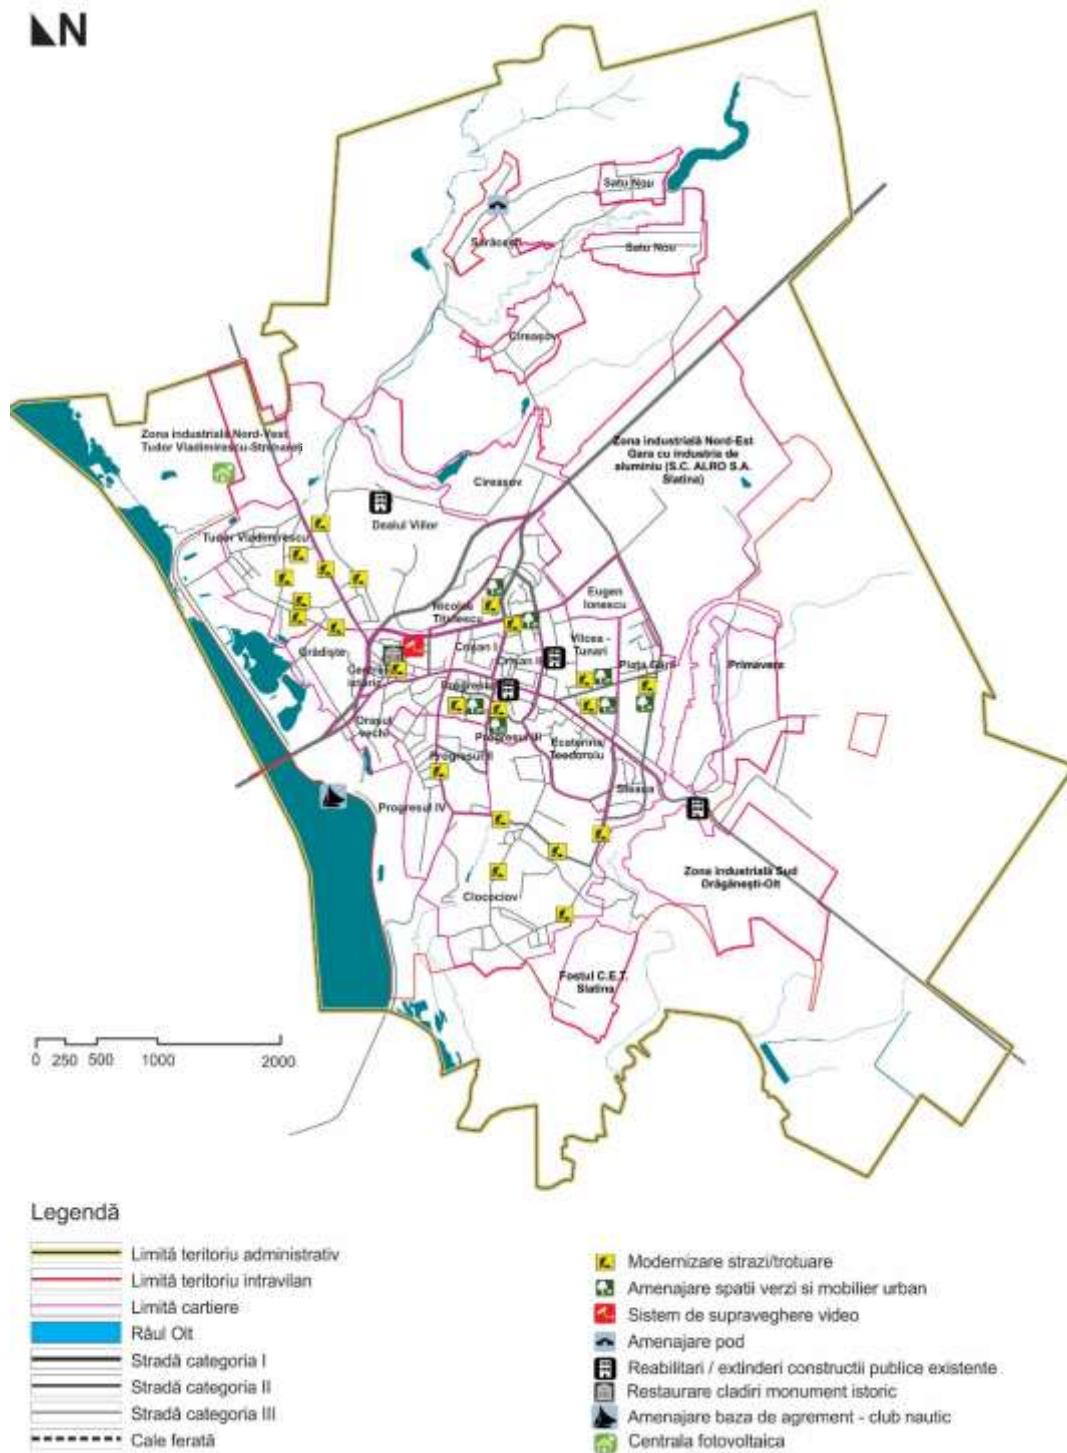 N
Satu Nou
Sărăcești
Satu Nou
Cireașov
Zona industrială Nord-Vest
Tudor Vladimirescu-Strehareți
Zona industrială Nord-Est
Gara cu industria de
aluminiu (S.C. ALRO S.A.
Slatina)
Cireașov
Dealul Viilor
Tudor Vladimirescu
Eugen
Ionescu
Nicolae
Titulescu
Vîlcea -
Tunari
Grădiște
Crișan I
Crișan II
Piața Gării
Primăverii
Centrul
istoric
Progresul
Orașul
vechi
Progresul III
Ecaterina
Teodoroiu
Progresul II
Steaua
Progresul IV
Zona industrială Sud
Drăgănești-Olt
Clocociov
Fostul C.E.T.
Slatina
0 250 500 1000 2000
Legendă
Limită teritoriu administrativ
Limită teritoriu intravilan
Limită cartiere
Râul Olt
Stradă categoria I
Stradă categoria II
Stradă categoria III
Cale ferată
Modernizare strazi/trotuare
Amenajare spatii verzi si mobilier urban
Sistem de supraveghere video
Amenajare pod
Reabilitari / extinderi constructii publice existente
Restaurare cladiri monument istoric
Amenajare baza de agrement - club nautic
Centrala fotovoltaica